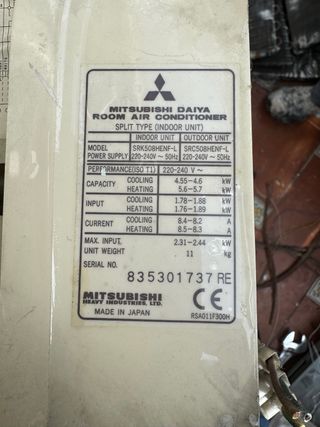 MITSUBISHI DAIYA
ROOM AIR CONDITIONER
SPLIT TYPE (INDOOR UNIT)
INDOOR UNIT OUTDOOR UNIT
MODEL SRK508HENF-L SRC508HENF-L
POWER SUPPLY 220-240V ~ 50Hz 220-240V ~ 50Hz
PERFORMANCE(ISO T1) 220-240 V ~
CAPACITY COOLING 4.55-4.6 kW
HEATING 5.6-5.7 kW
INPUT COOLING 1.78-1.88 kW
HEATING 1.76-1.89 kW
CURRENT COOLING 8.4-8.2 A
HEATING 8.5-8.3 A
MAX. INPUT 2.31-2.44 kW
UNIT WEIGHT 11 kg
SERIAL NO. 835301737 RE
MITSUBISHI
HEAVY INDUSTRIES, LTD.
CE
MADE IN JAPAN RSA011F300H